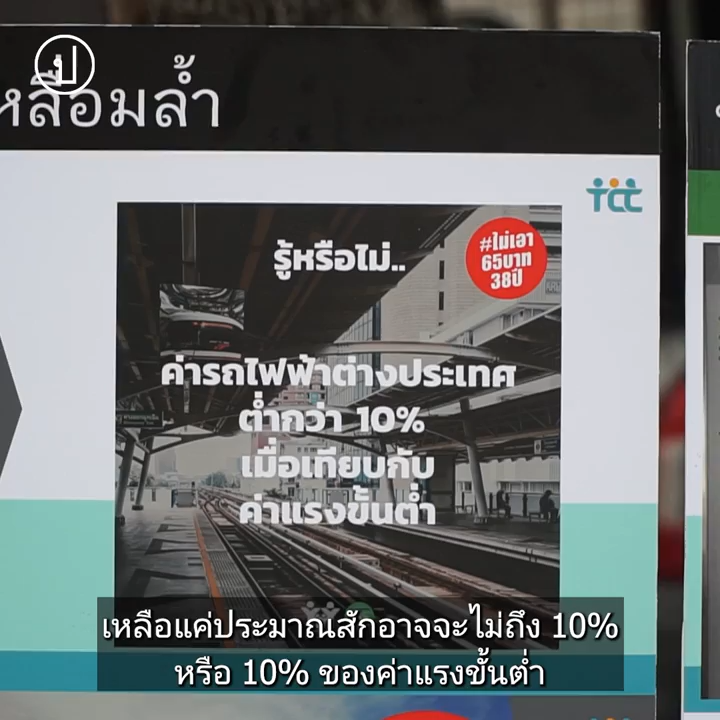 ป
หลื่อมล้ำ
tcc
รู้หรือไม่..
#ไม่เอา
65บาท
38ปี
ค่ารถไฟฟ้าต่างประเทศ
ต่ำกว่า 10%
เมื่อเทียบกับ
ค่าแรงขั้นต่ำ
เหลือแค่ประมาณสักอาจจะไม่ถึง 10%
หรือ 10% ของค่าแรงขั้นต่ำ